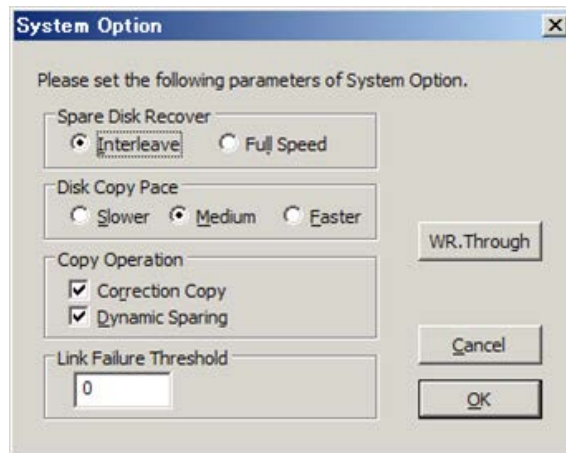 System Option
Please set the following parameters of System Option.
Spare Disk Recover
Interleave Full Speed
Disk Copy Pace
Slower Medium Faster
WR.Through
Copy Operation
Correction Copy
Dynamic Sparing
Cancel
Link Failure Threshold
0
OK